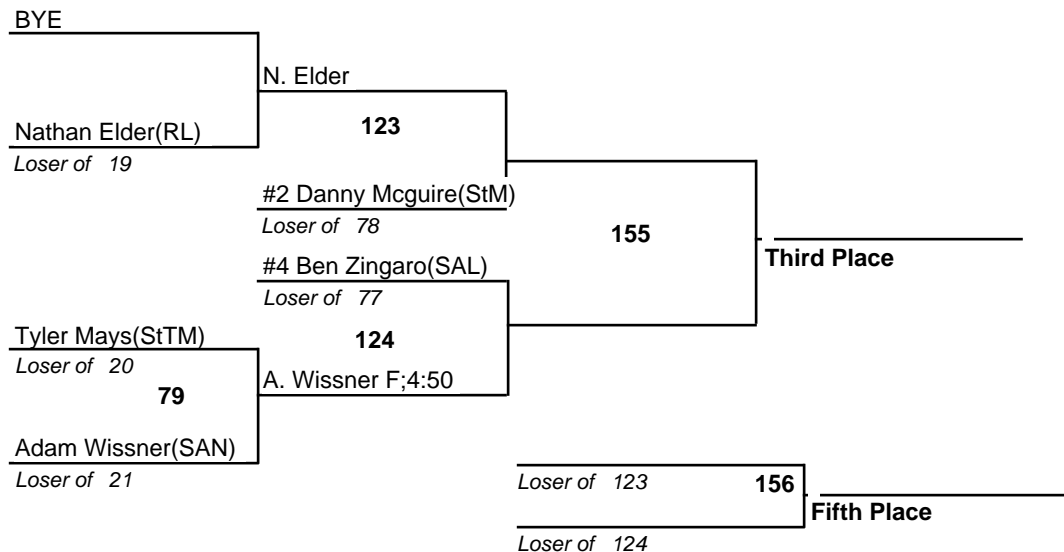 BYE
N. Elder
Nathan Elder(RL)
123
Loser of 19
#2 Danny Mcguire(StM)
Loser of 78
155
Third Place
#4 Ben Zingaro(SAL)
Loser of 77
Tyler Mays(StTM)
124
Loser of 20
79
A. Wissner F;4:50
Adam Wissner(SAN)
Loser of 21
Loser of 123
156
Fifth Place
Loser of 124